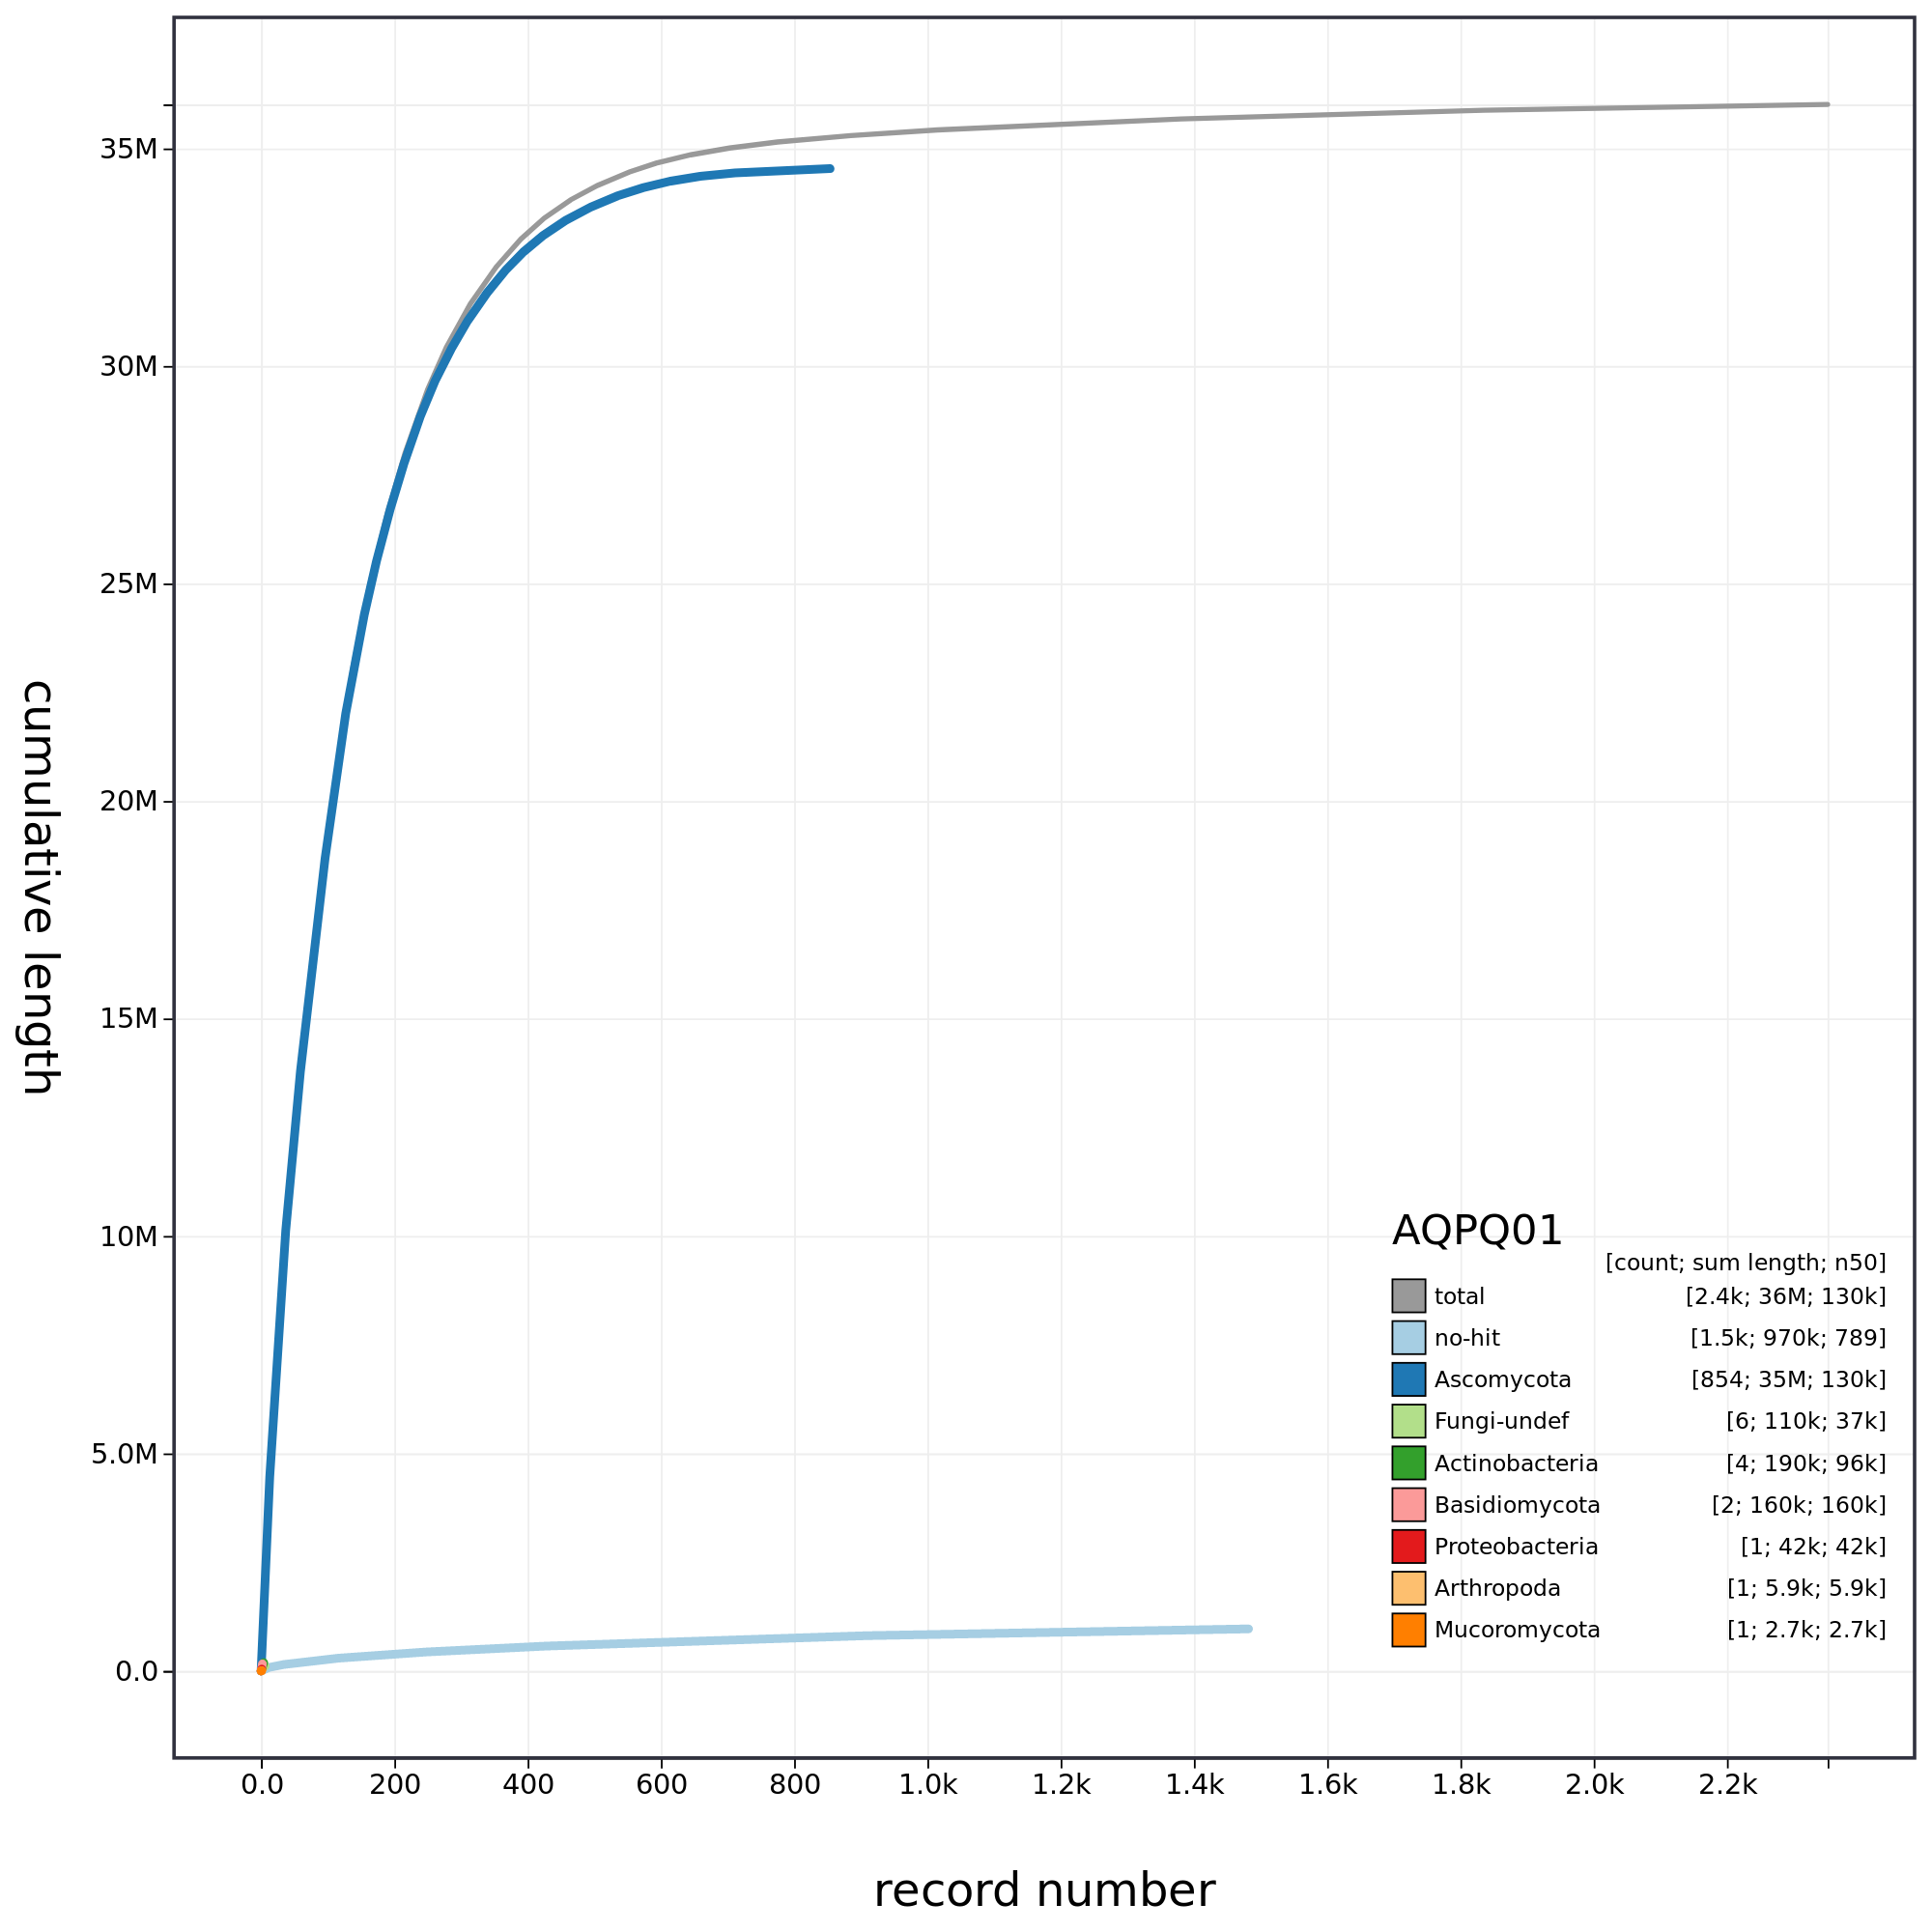 cumulative length
35M
30M
25M
20M
15M
10M
5.0M
0.0
AQPQ01
[count; sum length; n50]
total [2.4k; 36M; 130k]
no-hit [1.5k; 970k; 789]
Ascomycota [854; 35M; 130k]
Fungi-undef [6; 110k; 37k]
Actinobacteria [4; 190k; 96k]
Basidiomycota [2; 160k; 160k]
Proteobacteria [1; 42k; 42k]
Arthropoda [1; 5.9k; 5.9k]
Mucoromycota [1; 2.7k; 2.7k]
0.0 200 400 600 800 1.0k 1.2k 1.4k 1.6k 1.8k 2.0k 2.2k
record number